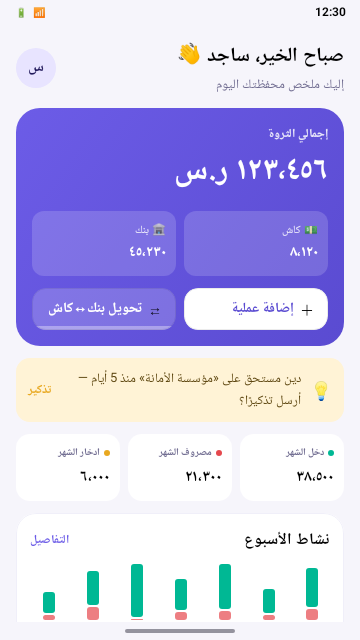 12:30
صباح الخير، ساجد 👋
س
إليك ملخص محفظتك اليوم
إجمالي الثروة
١٢٣،٤٥٦ ر.س
💵 كاش
٨،١٢٠
🏦 بنك
٤٥،٢٣٠
+ إضافة عملية
⇄ تحويل بنك ↔ كاش
💡 دين مستحق على «مؤسسة الأمانة» منذ 5 أيام —
أرسل تذكيرًا؟
تذكير
دخل الشهر
٣٨،٥٠٠
مصروف الشهر
٢١،٣٠٠
ادخار الشهر
٦،٠٠٠
نشاط الأسبوع
التفاصيل